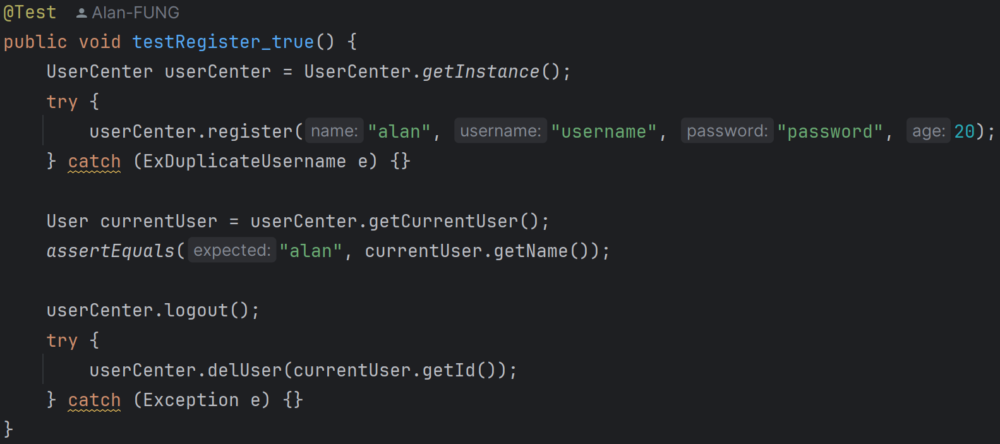 @Test Alan-FUNG
public void testRegister_true() {
    UserCenter userCenter = UserCenter.getInstance();
    try {
        userCenter.register( name: "alan", username: "username", password: "password", age: 20);
    } catch (ExDuplicateUsername e) {}

    User currentUser = userCenter.getCurrentUser();
    assertEquals( expected: "alan", currentUser.getName());

    userCenter.logout();
    try {
        userCenter.delUser(currentUser.getId());
    } catch (Exception e) {}
}